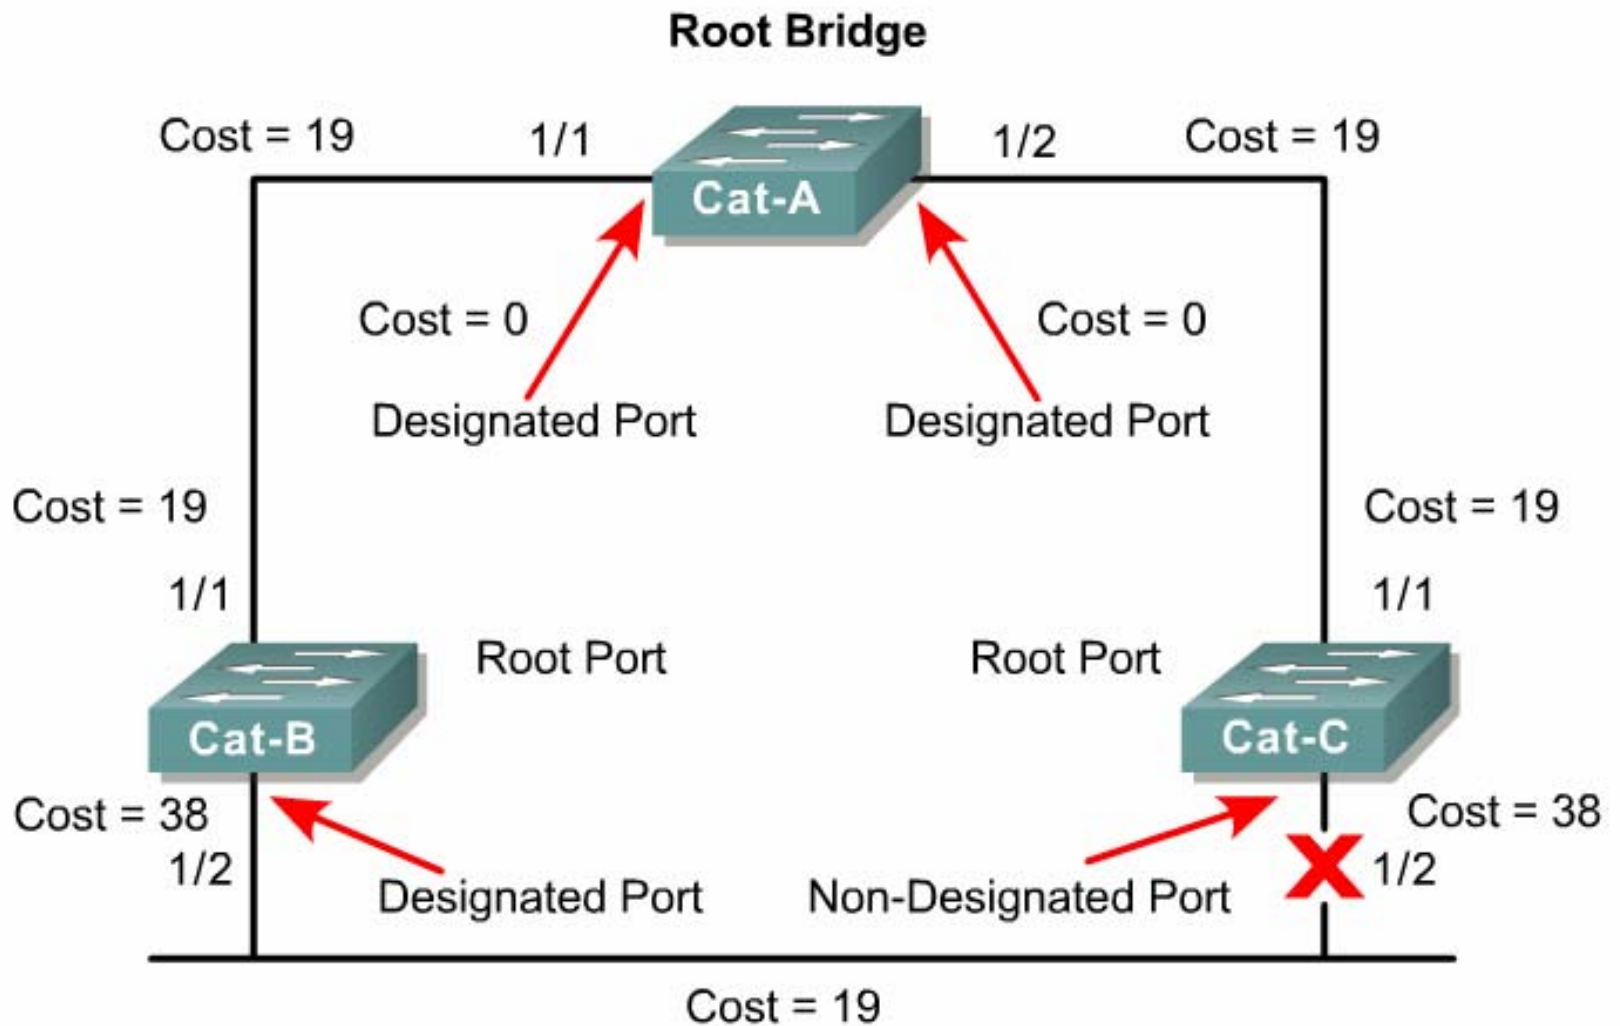 Root Bridge
Cost = 19
1/1
1/2
Cost = 19
Cat-A
Cost = 0
Cost = 0
Designated Port
Designated Port
Cost = 19
Cost = 19
1/1
1/1
Root Port
Root Port
Cat-B
Cat-C
Cost = 38
Cost = 38
1/2
1/2
Designated Port
Non-Designated Port
Cost = 19